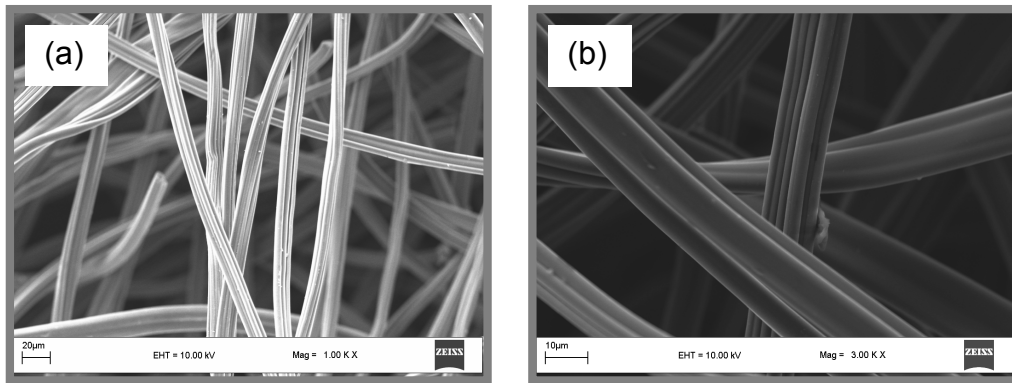 (a)
20µm
EHT = 10.00 kV
Mag = 1.00 K X
ZEISS
(b)
10µm
EHT = 10.00 kV
Mag = 3.00 K X
ZEISS